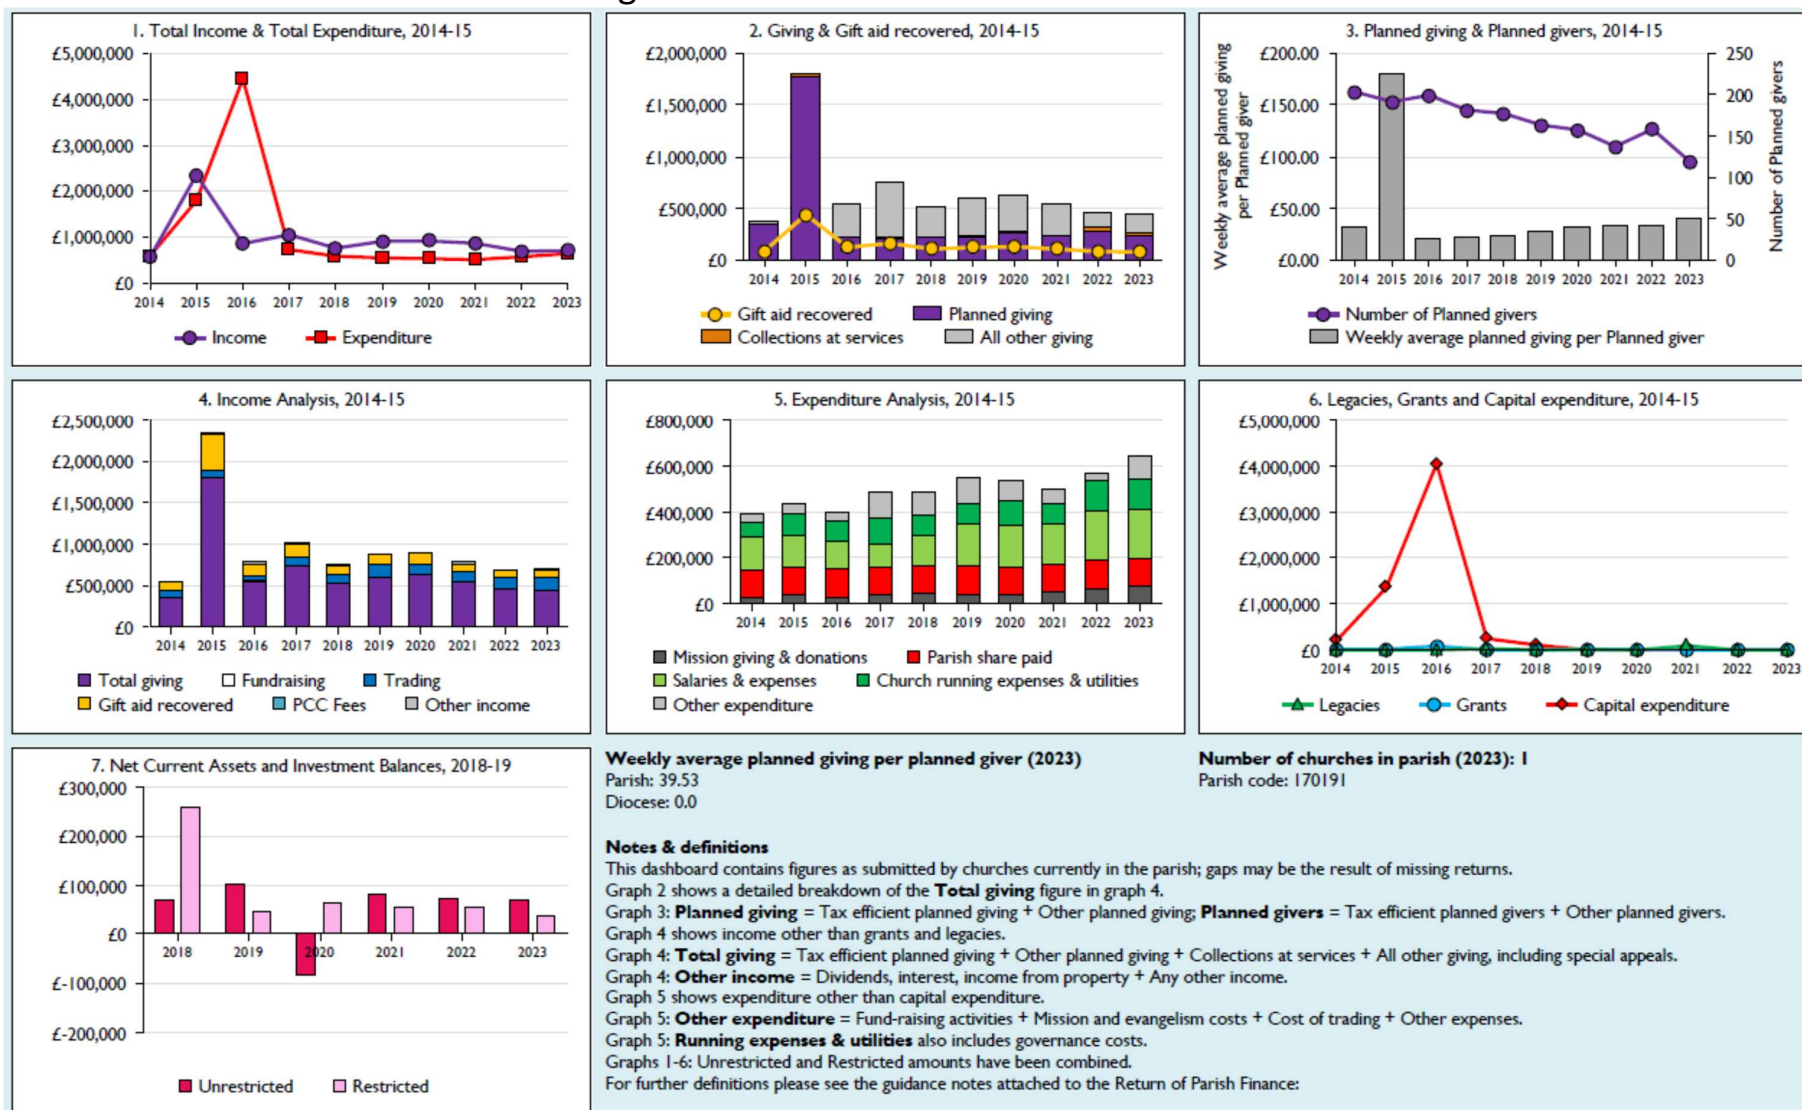 1. Total Income & Total Expenditure, 2014-15
£5,000,000
£4,000,000
£3,000,000
£2,000,000
£1,000,000
£0
2014 2015 2016 2017 2018 2019 2020 2021 2022 2023
Income Expenditure
2. Giving & Gift aid recovered, 2014-15
£2,000,000
£1,500,000
£1,000,000
£500,000
£0
2014 2015 2016 2017 2018 2019 2020 2021 2022 2023
Gift aid recovered Planned giving
Collections at services All other giving
3. Planned giving & Planned givers, 2014-15
Weekly average planned giving
per Planned giver
£200.00
£150.00
£100.00
£50.00
£0.00
250
200
150
100
50
0
Number of Planned givers
2014 2015 2016 2017 2018 2019 2020 2021 2022 2023
Number of Planned givers
Weekly average planned giving per Planned giver
4. Income Analysis, 2014-15
£2,500,000
£2,000,000
£1,500,000
£1,000,000
£500,000
£0
2014 2015 2016 2017 2018 2019 2020 2021 2022 2023
Total giving Fundraising Trading
Gift aid recovered PCC Fees Other income
5. Expenditure Analysis, 2014-15
£800,000
£600,000
£400,000
£200,000
£0
2014 2015 2016 2017 2018 2019 2020 2021 2022 2023
Mission giving & donations Parish share paid
Salaries & expenses Church running expenses & utilities
Other expenditure
6. Legacies, Grants and Capital expenditure, 2014-15
£5,000,000
£4,000,000
£3,000,000
£2,000,000
£1,000,000
£0
2014 2015 2016 2017 2018 2019 2020 2021 2022 2023
Legacies Grants Capital expenditure
7. Net Current Assets and Investment Balances, 2018-19
£300,000
£200,000
£100,000
£0
£-100,000
£-200,000
2018 2019 2020 2021 2022 2023
Unrestricted Restricted
Weekly average planned giving per planned giver (2023)
Parish: 39.53
Diocese: 0.0
Number of churches in parish (2023): 1
Parish code: 170191
Notes & definitions
This dashboard contains figures as submitted by churches currently in the parish; gaps may be the result of missing returns.
Graph 2 shows a detailed breakdown of the Total giving figure in graph 4.
Graph 3: Planned giving = Tax efficient planned giving + Other planned giving; Planned givers = Tax efficient planned givers + Other planned givers.
Graph 4 shows income other than grants and legacies.
Graph 4: Total giving = Tax efficient planned giving + Other planned giving + Collections at services + All other giving, including special appeals.
Graph 4: Other income = Dividends, interest, income from property + Any other income.
Graph 5 shows expenditure other than capital expenditure.
Graph 5: Other expenditure = Fund-raising activities + Mission and evangelism costs + Cost of trading + Other expenses.
Graph 5: Running expenses & utilities also includes governance costs.
Graphs 1-6: Unrestricted and Restricted amounts have been combined.
For further definitions please see the guidance notes attached to the Return of Parish Finance: